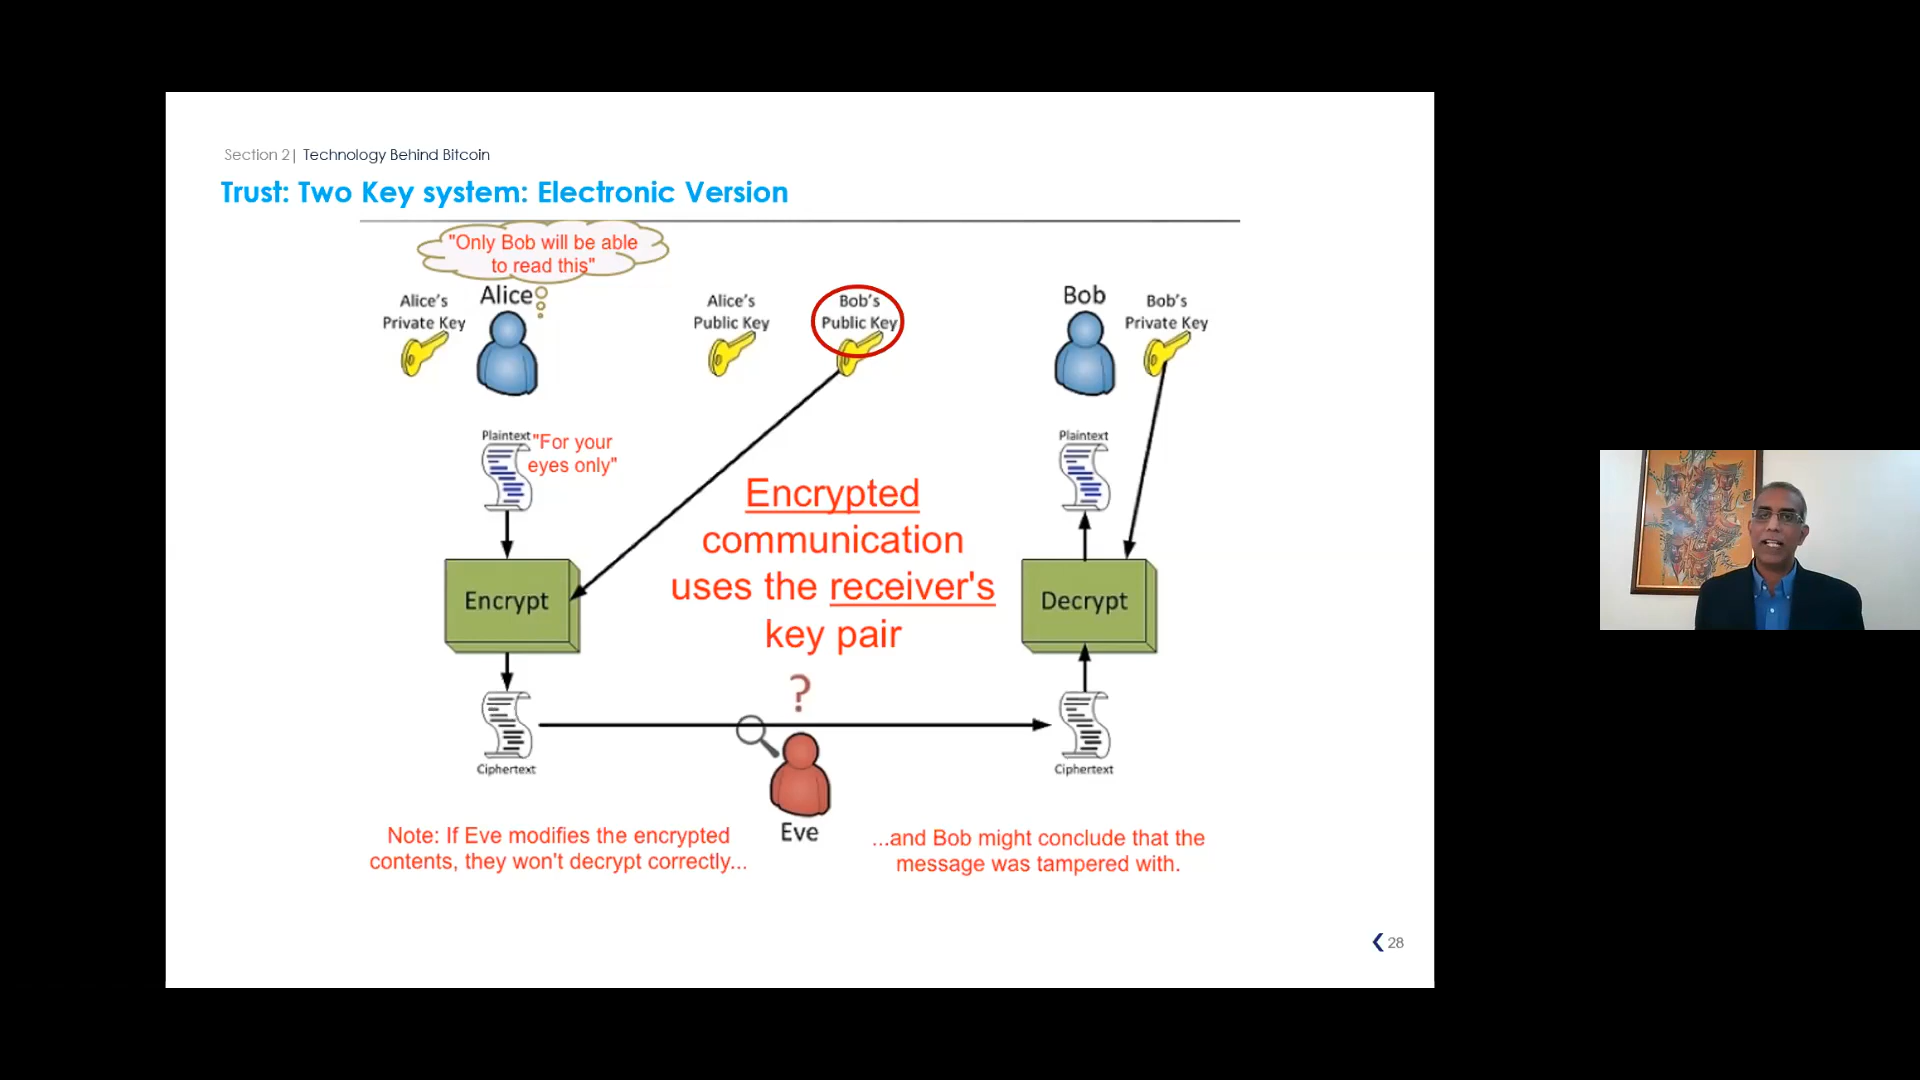 Section 2| Technology Behind Bitcoin
Trust: Two Key system: Electronic Version
"Only Bob will be able
to read this"
Alice's
Private Key
Alice
Alice's
Public Key
Bob's
Public Key
Bob
Bob's
Private Key
Plaintext
"For your
eyes only"
Plaintext
Encrypted
communication
uses the receiver's
key pair
Encrypt
Decrypt
?
Ciphertext
Ciphertext
Eve
Note: If Eve modifies the encrypted
contents, they won't decrypt correctly...
...and Bob might conclude that the
message was tampered with.
28